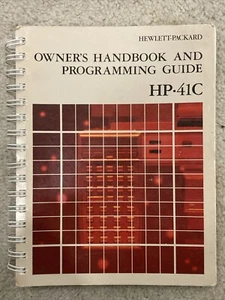 HEWLETT-PACKARD
OWNER'S HANDBOOK AND
PROGRAMMING GUIDE
HP·41C